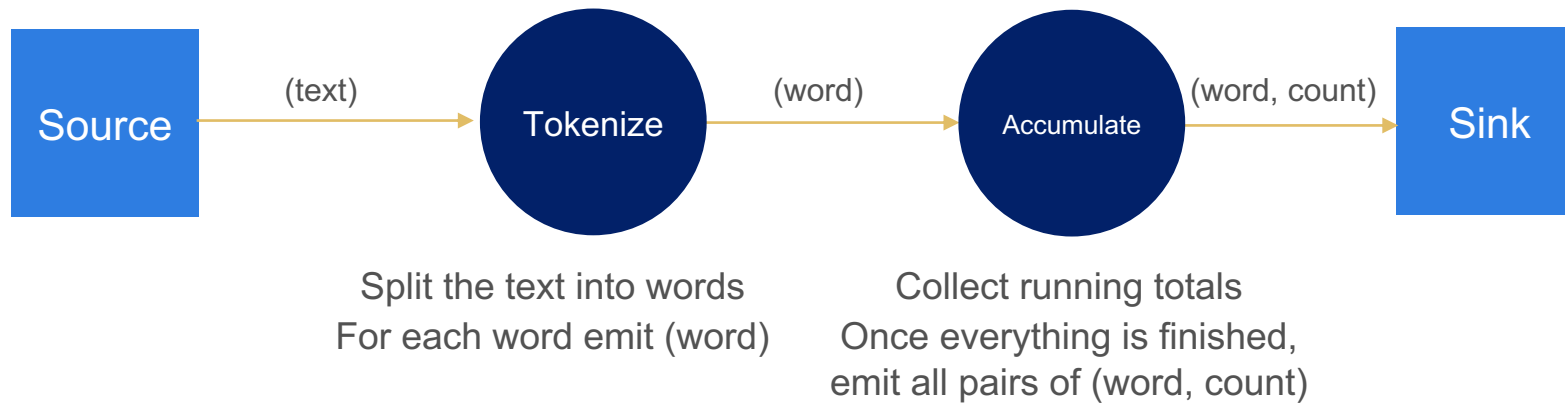 Source
(text)
Tokenize
(word)
Accumulate
(word, count)
Sink
Split the text into words
For each word emit (word)
Collect running totals
Once everything is finished,
emit all pairs of (word, count)